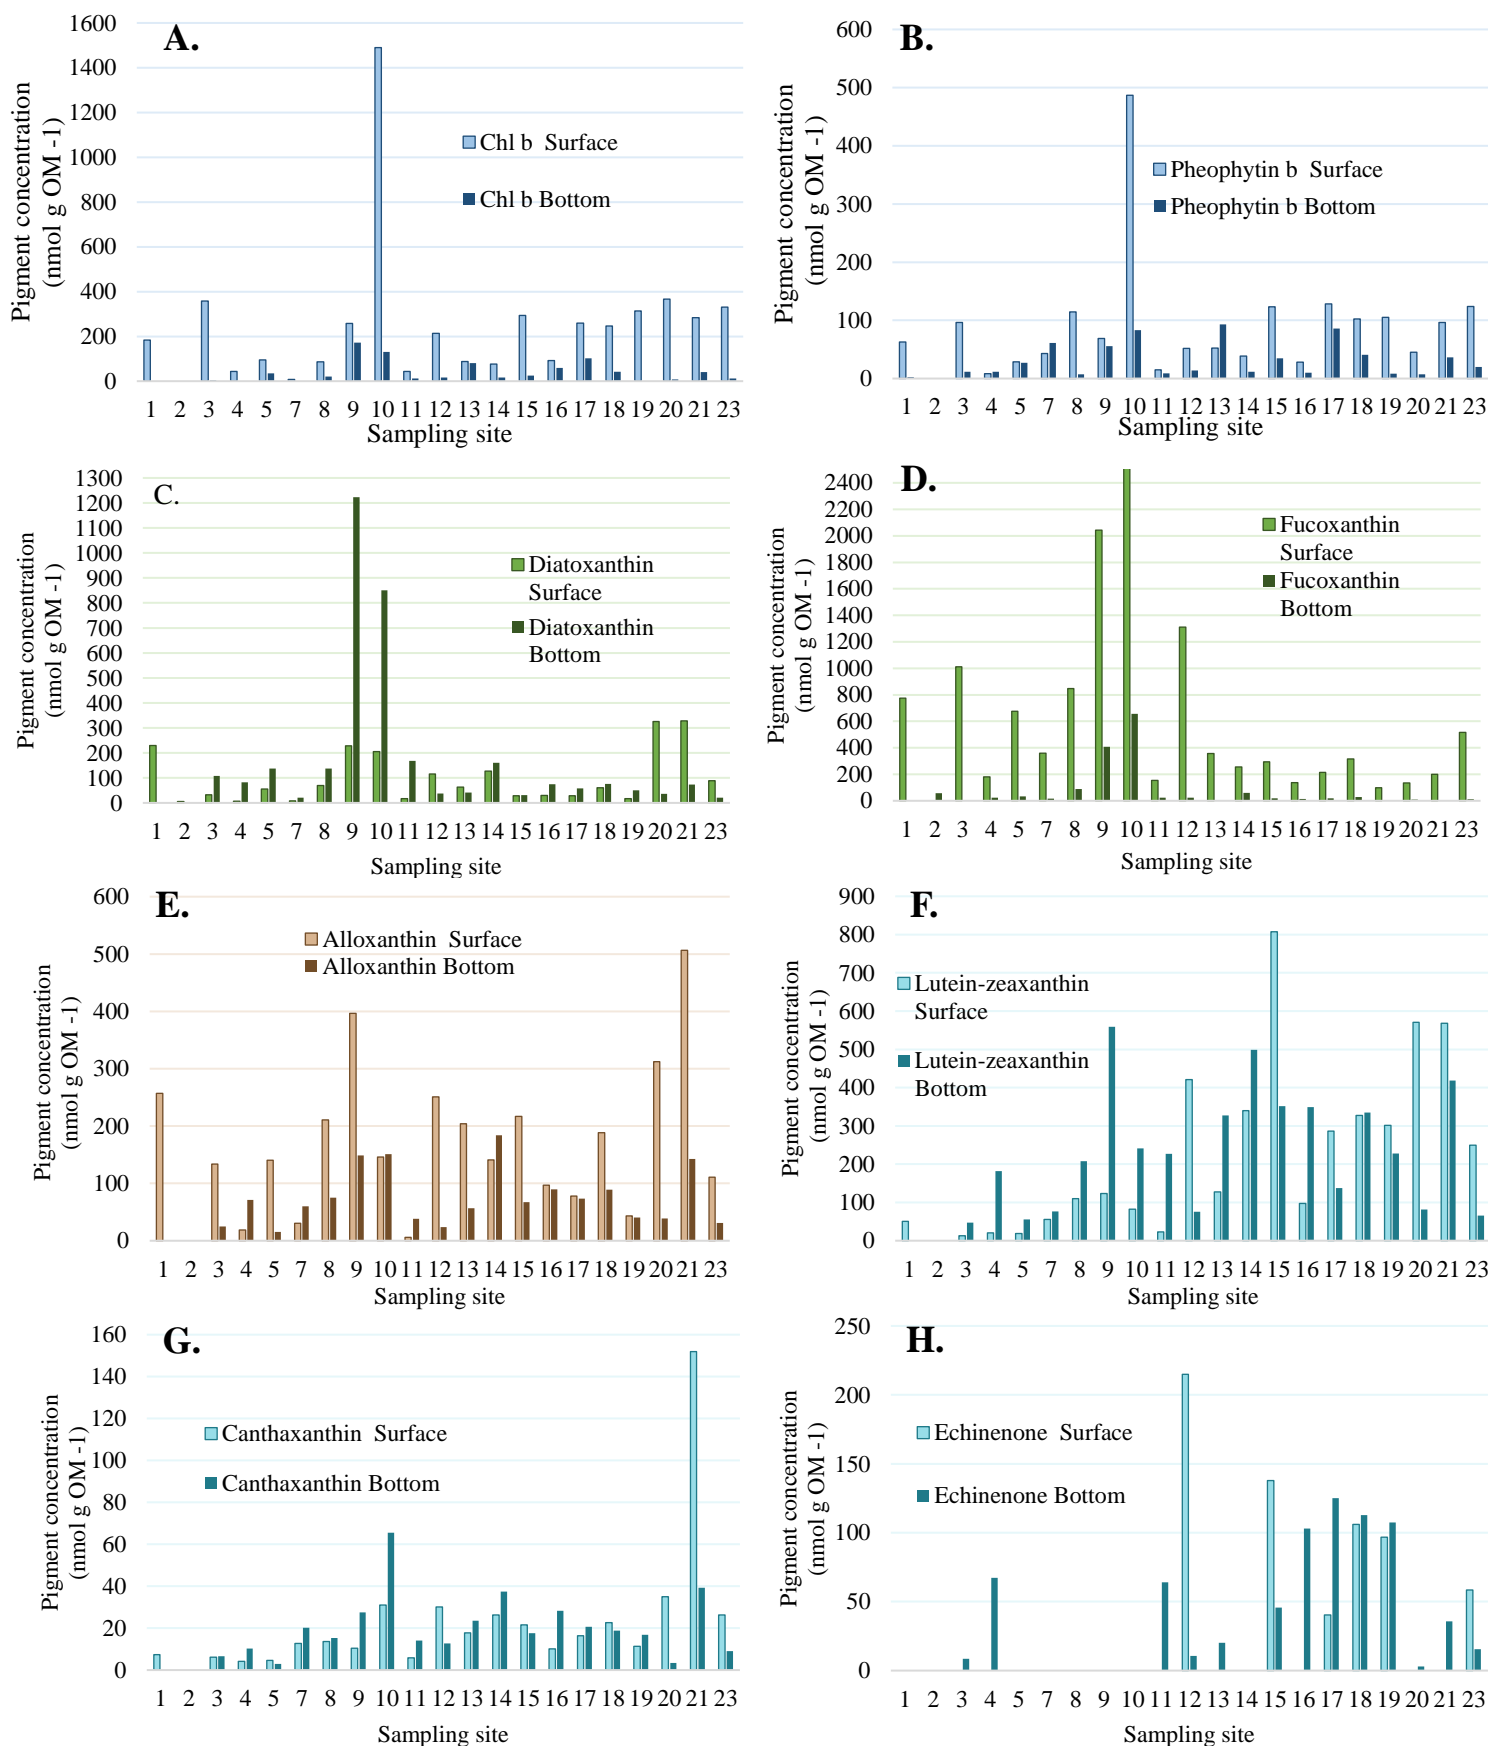 A.
1600
1400
1200
1000
800
600
400
200
0
Pigment concentration
(nmol g OM -1)
Chl b Surface
Chl b Bottom
1 2 3 4 5 7 8 9 10 11 12 13 14 15 16 17 18 19 20 21 23
Sampling site
B.
600
500
400
300
200
100
0
Pigment concentration
(nmol g OM -1)
Pheophytin b Surface
Pheophytin b Bottom
1 2 3 4 5 7 8 9 10 11 12 13 14 15 16 17 18 19 20 21 23
Sampling site
C.
1300
1200
1100
1000
900
800
700
600
500
400
300
200
100
0
Pigment concentration
(nmol g OM -1)
Diatoxanthin
Surface
Diatoxanthin
Bottom
1 2 3 4 5 7 8 9 10 11 12 13 14 15 16 17 18 19 20 21 23
Sampling site
D.
2400
2200
2000
1800
1600
1400
1200
1000
800
600
400
200
0
Pigment concentration
(nmol g OM -1)
Fucoxanthin
Surface
Fucoxanthin
Bottom
1 2 3 4 5 7 8 9 10 11 12 13 14 15 16 17 18 19 20 21 23
Sampling site
E.
600
500
400
300
200
100
0
Pigment concentration
(nmol g OM -1)
Alloxanthin Surface
Alloxanthin Bottom
1 2 3 4 5 7 8 9 10 11 12 13 14 15 16 17 18 19 20 21 23
Sampling site
F.
900
800
700
600
500
400
300
200
100
0
Pigment concentration
(nmol g OM -1)
Lutein-zeaxanthin
Surface
Lutein-zeaxanthin
Bottom
1 2 3 4 5 7 8 9 10 11 12 13 14 15 16 17 18 19 20 21 23
Sampling site
G.
160
140
120
100
80
60
40
20
0
Pigment concentration
(nmol g OM -1)
Canthaxanthin Surface
Canthaxanthin Bottom
1 2 3 4 5 7 8 9 10 11 12 13 14 15 16 17 18 19 20 21 23
Sampling site
H.
250
200
150
100
50
0
Pigment concentration
(nmol g OM -1)
Echinenone Surface
Echinenone Bottom
1 2 3 4 5 7 8 9 10 11 12 13 14 15 16 17 18 19 20 21 23
Sampling site